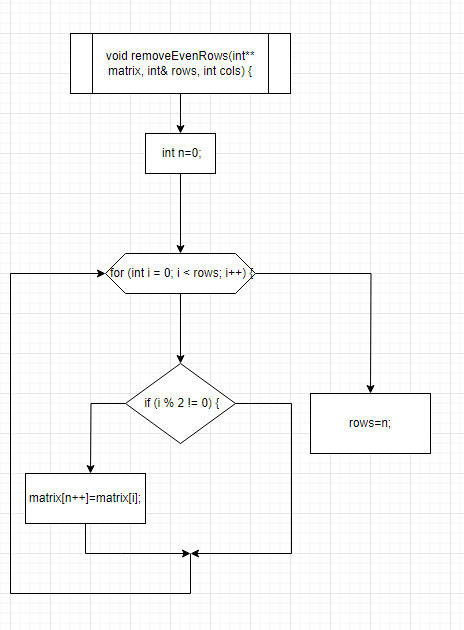 void removeEvenRows(int**
matrix, int& rows, int cols) {
int n=0;
for (int i = 0; i < rows; i++) {
if (i % 2 != 0) {
rows=n;
matrix[n++]=matrix[i];